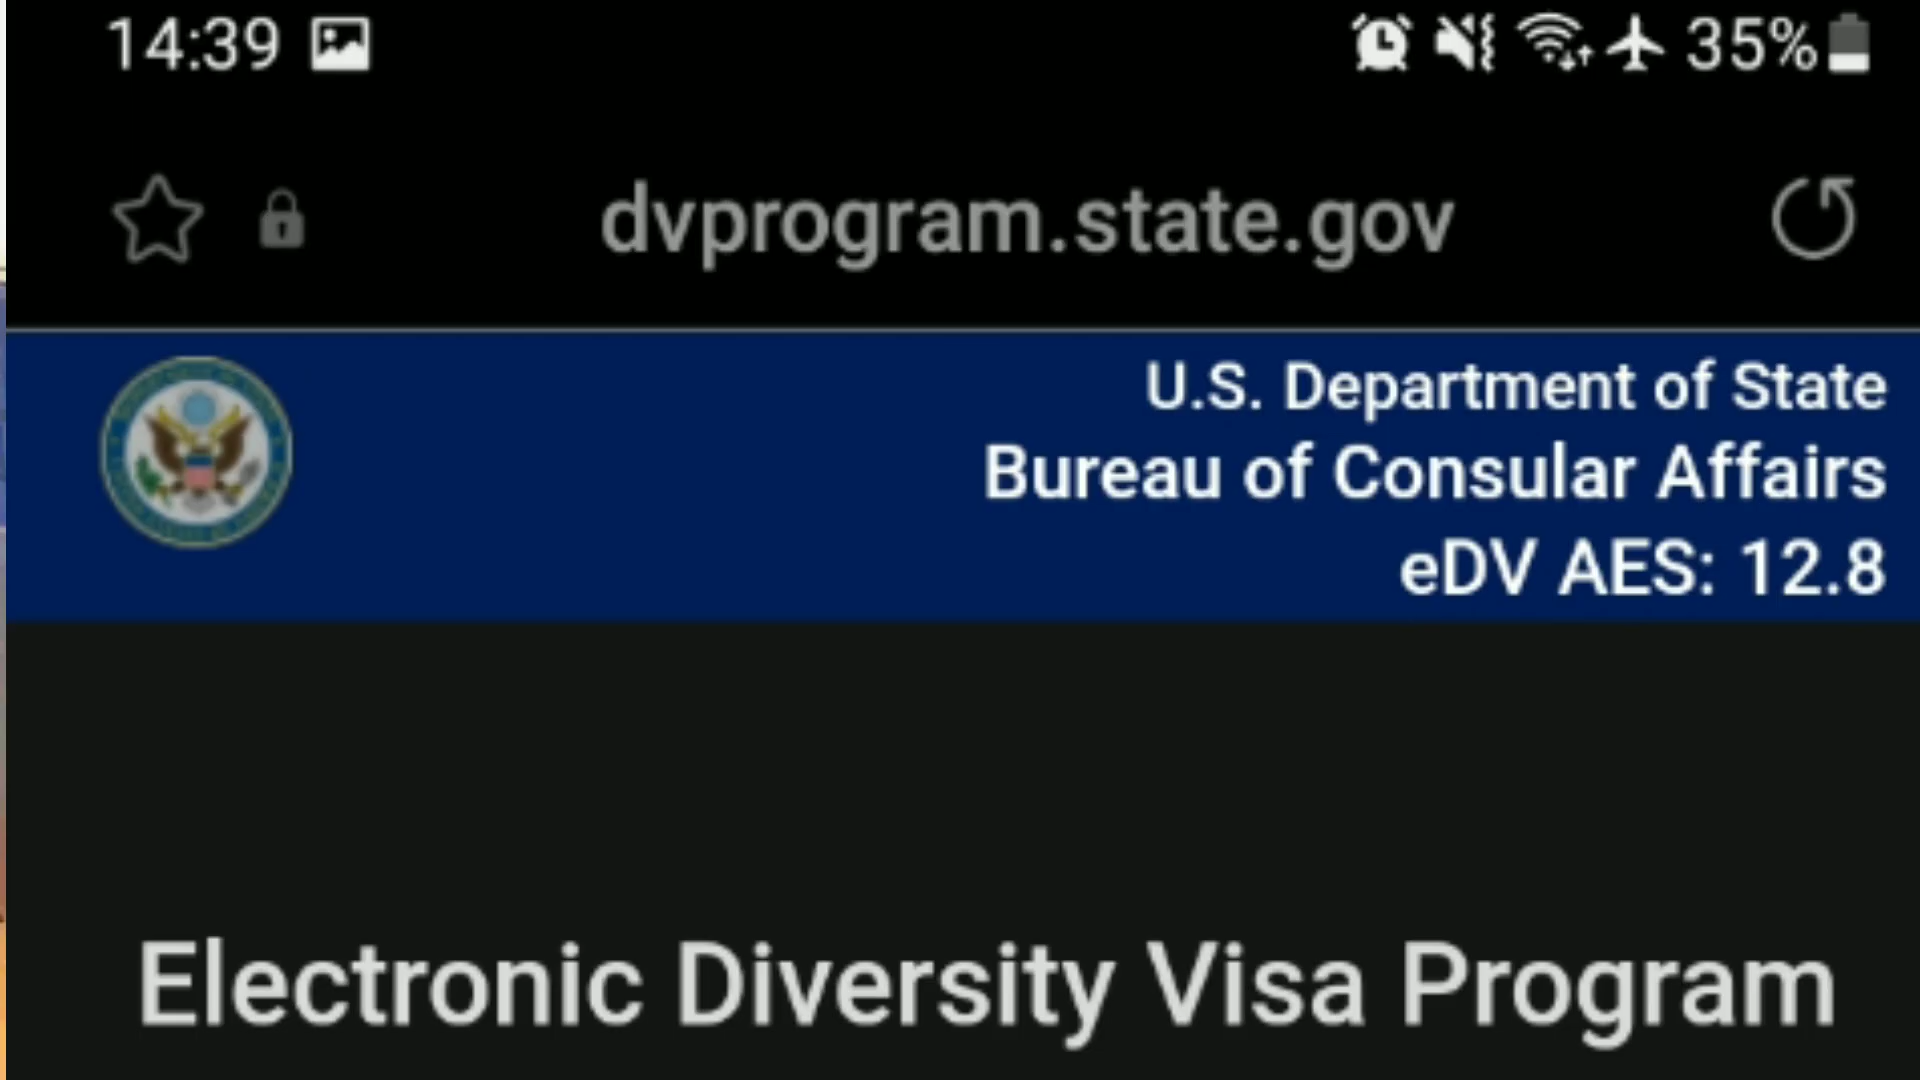 14:39 35%
dvprogram.state.gov
U.S. Department of State
Bureau of Consular Affairs
eDV AES: 12.8
Electronic Diversity Visa Program